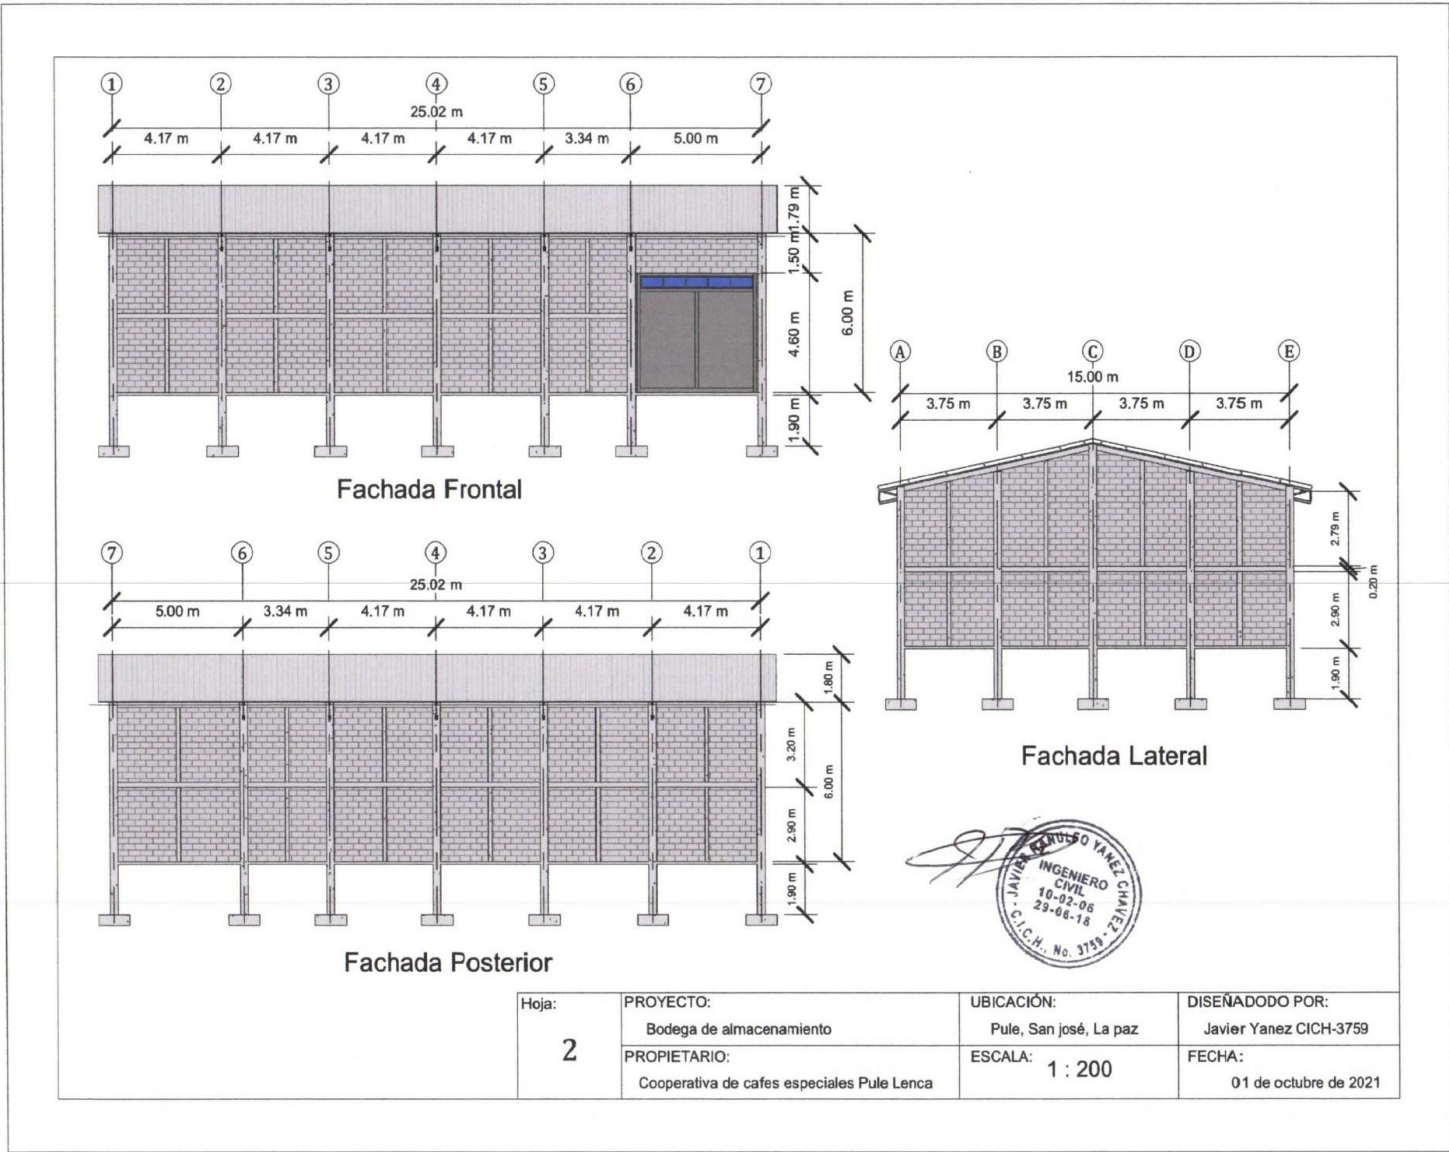 1 2 3 4 5 6 7
25.02 m
4.17 m 4.17 m 4.17 m 4.17 m 3.34 m 5.00 m
1.79 m
1.50 m
4.60 m
6.00 m
1.90 m
Fachada Frontal
A B C D E
15.00 m
3.75 m 3.75 m 3.75 m 3.75 m
2.79 m
0.20 m
2.90 m
1.90 m
Fachada Lateral
7 6 5 4 3 2 1
25.02 m
5.00 m 3.34 m 4.17 m 4.17 m 4.17 m 4.17 m
1.80 m
3.20 m
6.00 m
2.90 m
1.90 m
Fachada Posterior
JAVIER RANULFO YANEZ CHAVEZ
INGENIERO
CIVIL
10-02-06
29-06-18
C.I.C.H., No. 3759
Hoja:
2
PROYECTO:
Bodega de almacenamiento
PROPIETARIO:
Cooperativa de cafes especiales Pule Lenca
UBICACIÓN:
Pule, San josé, La paz
ESCALA: 1 : 200
DISEÑADODO POR:
Javier Yanez CICH-3759
FECHA:
01 de octubre de 2021